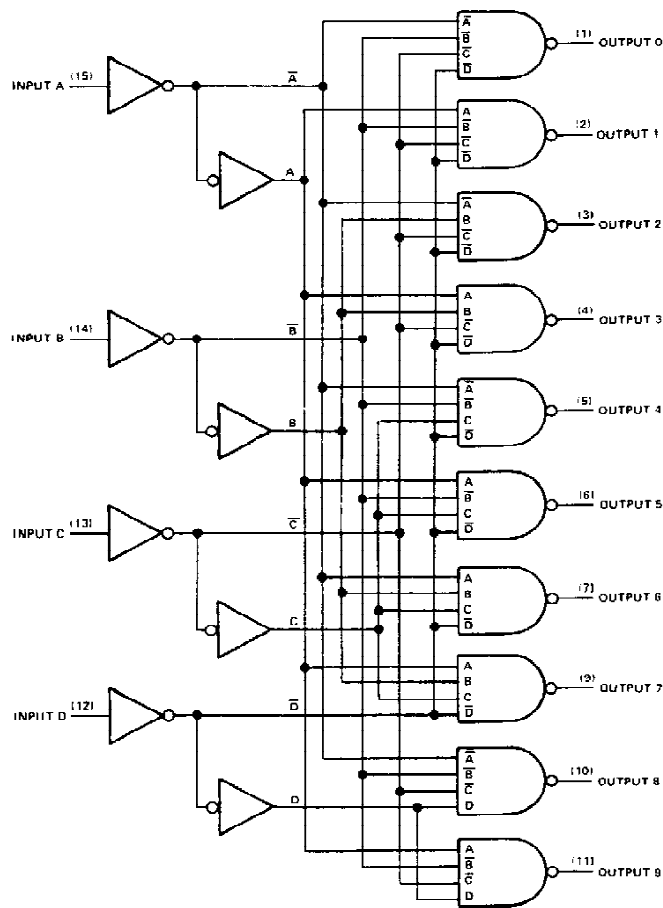 A̅
B̅
C̅
D̅
(1) OUTPUT 0
INPUT A (15)
A̅
A
B̅
C̅
D̅
(2) OUTPUT 1
A
A̅
B
C̅
D̅
(3) OUTPUT 2
A
B
C̅
D̅
(4) OUTPUT 3
INPUT B (14)
B̅
A̅
B̅
C
D̅
(5) OUTPUT 4
B
A
B̅
C
D̅
(6) OUTPUT 5
INPUT C (13)
C̅
A
B
C
D̅
(7) OUTPUT 6
C
A
B
C
D̅
(9) OUTPUT 7
INPUT D (12)
D̅
A̅
B̅
C̅
D
(10) OUTPUT 8
D
A
B̅
C̅
D
(11) OUTPUT 9